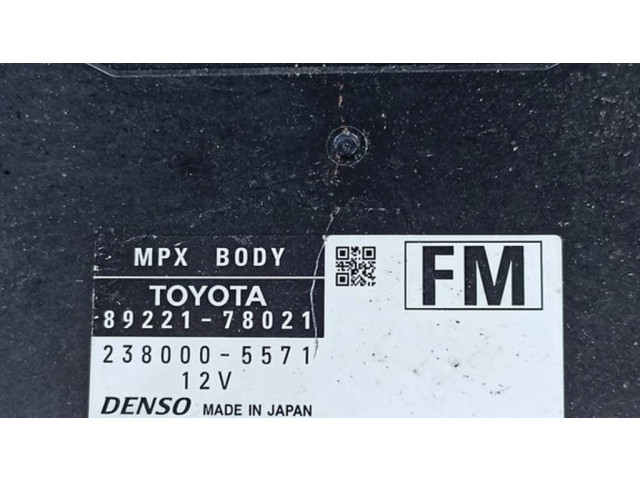 MPX BODY
TOYOTA
89221-78021
238000-5571
12V
DENSO MADE IN JAPAN
FM